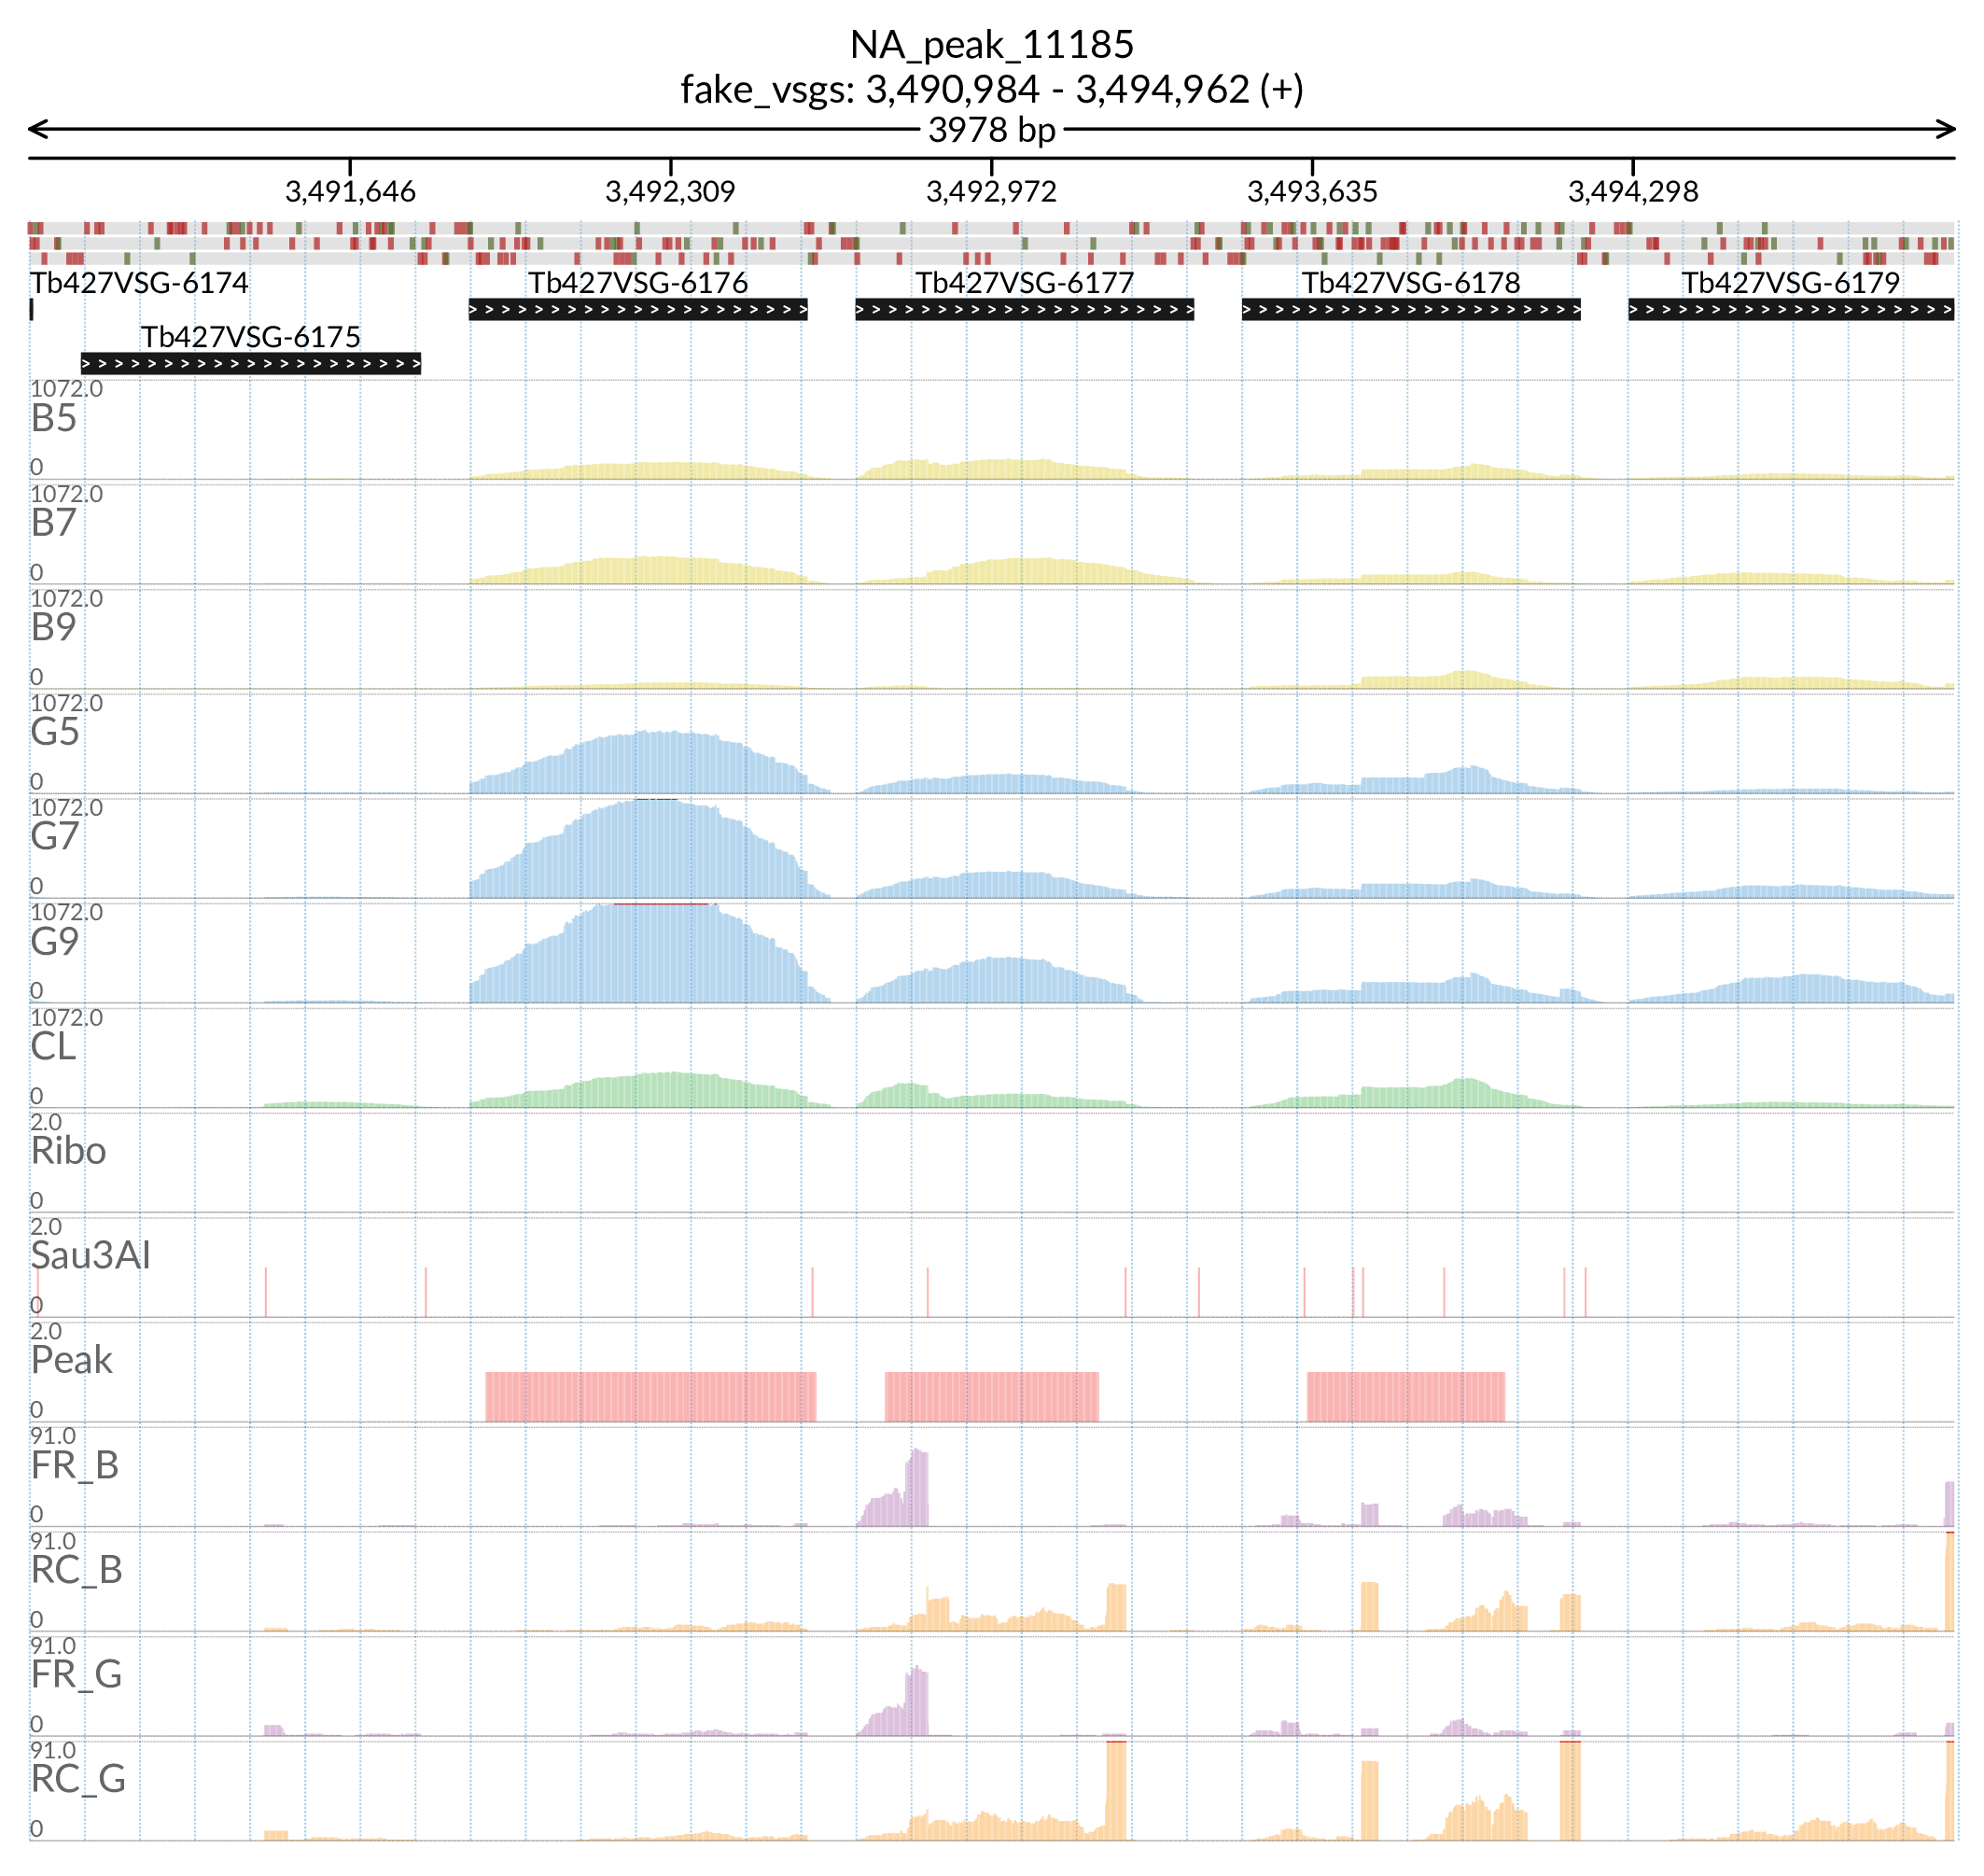 NA_peak_11185
fake_vsgs: 3,490,984 - 3,494,962 (+)
3978 bp
3,491,646 3,492,309 3,492,972 3,493,635 3,494,298
Tb427VSG-6174 Tb427VSG-6176 Tb427VSG-6177 Tb427VSG-6178 Tb427VSG-6179
Tb427VSG-6175
1072.0
B5
0
1072.0
B7
0
1072.0
B9
0
1072.0
G5
0
1072.0
G7
0
1072.0
G9
0
1072.0
CL
0
2.0
Ribo
0
2.0
Sau3AI
0
2.0
Peak
0
91.0
FR_B
0
91.0
RC_B
0
91.0
FR_G
0
91.0
RC_G
0